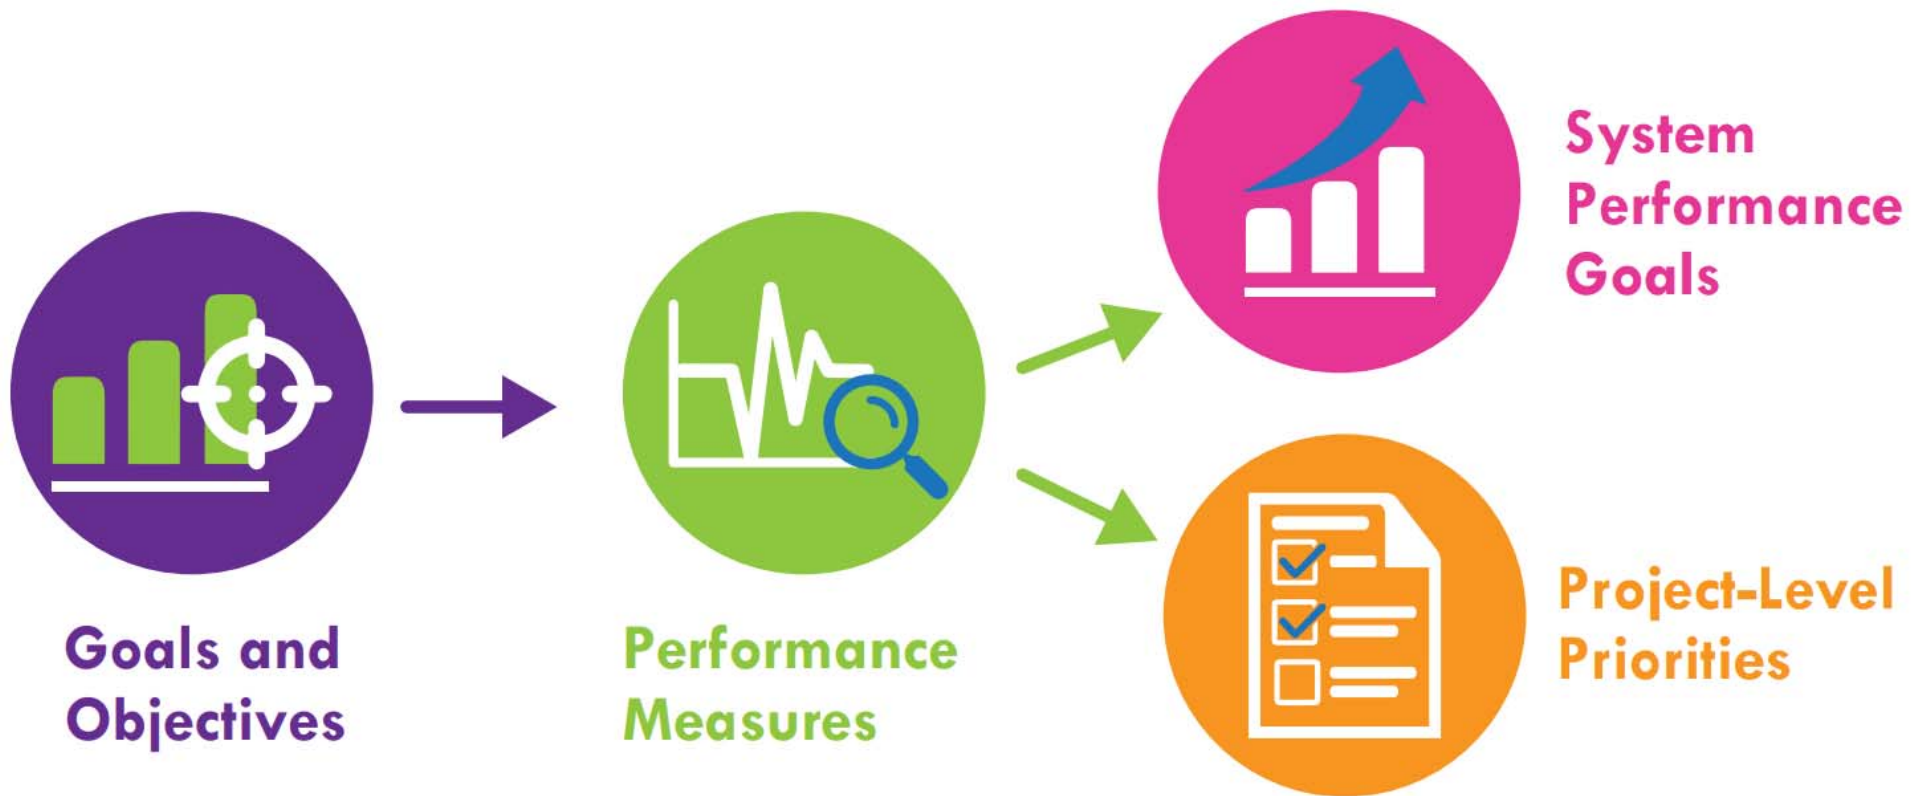 Goals and
Objectives
Performance
Measures
System
Performance
Goals
Project-Level
Priorities